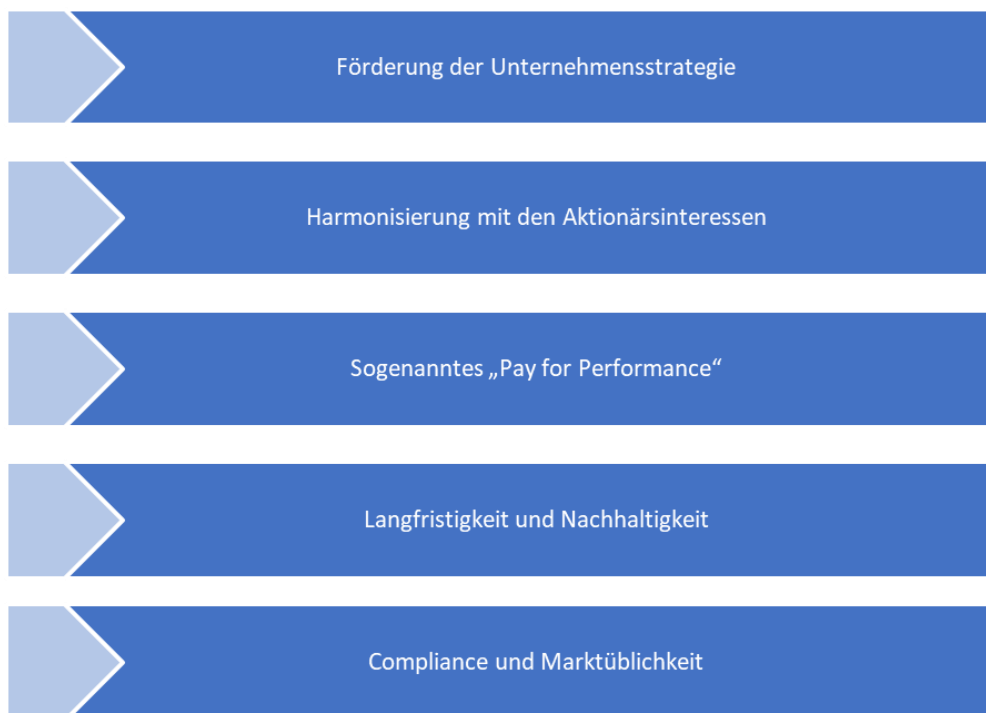 Förderung der Unternehmensstrategie
Harmonisierung mit den Aktionärsinteressen
Sogenanntes „Pay for Performance“
Langfristigkeit und Nachhaltigkeit
Compliance und Marktüblichkeit